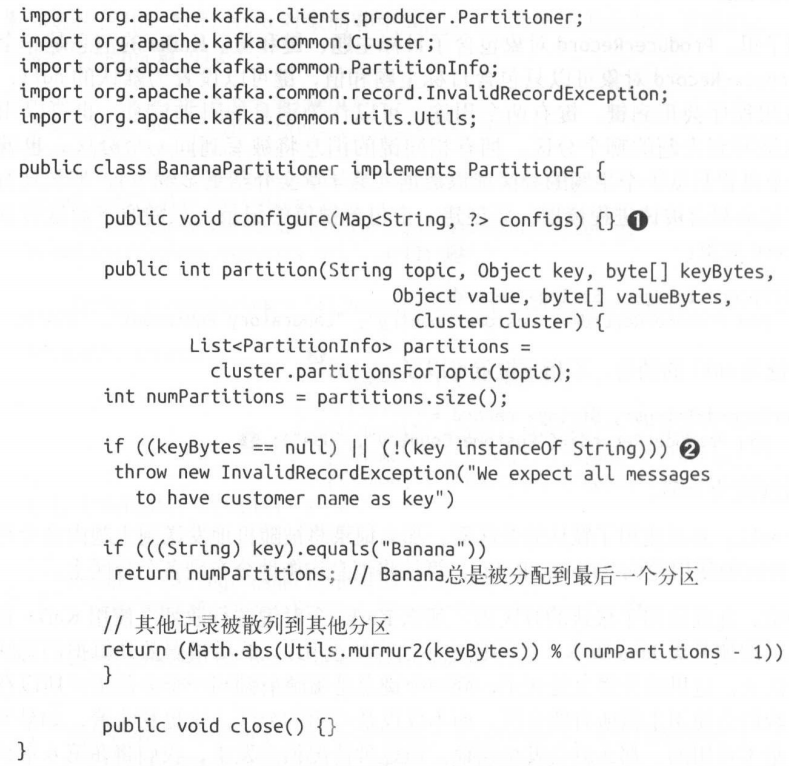 import org.apache.kafka.clients.producer.Partitioner;
import org.apache.kafka.common.Cluster;
import org.apache.kafka.common.PartitionInfo;
import org.apache.kafka.common.record.InvalidRecordException;
import org.apache.kafka.common.utils.Utils;
public class BananaPartitioner implements Partitioner {
public void configure(Map<String, ?> configs) {} ❶
public int partition(String topic, Object key, byte[] keyBytes,
Object value, byte[] valueBytes,
Cluster cluster) {
List<PartitionInfo> partitions =
cluster.partitionsForTopic(topic);
int numPartitions = partitions.size();
if ((keyBytes == null) || (!(key instanceOf String))) ❷
throw new InvalidRecordException("We expect all messages
to have customer name as key")
if (((String) key).equals("Banana"))
return numPartitions; // Banana总是被分配到最后一个分区
// 其他记录被散列到其他分区
return (Math.abs(Utils.murmur2(keyBytes)) % (numPartitions - 1))
}
public void close() {}
}